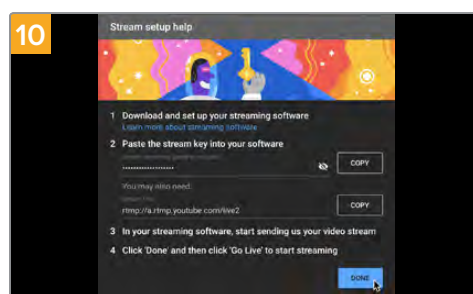 10
Stream setup help
1 Download and set up your streaming software
Learn more about streaming software
2 Paste the stream key into your software
COPY
You may also need:
rtmp://a.rtmp.youtube.com/live2
COPY
3 In your streaming software, start sending us your video stream
4 Click 'Done' and then click 'Go Live' to start streaming
DONE